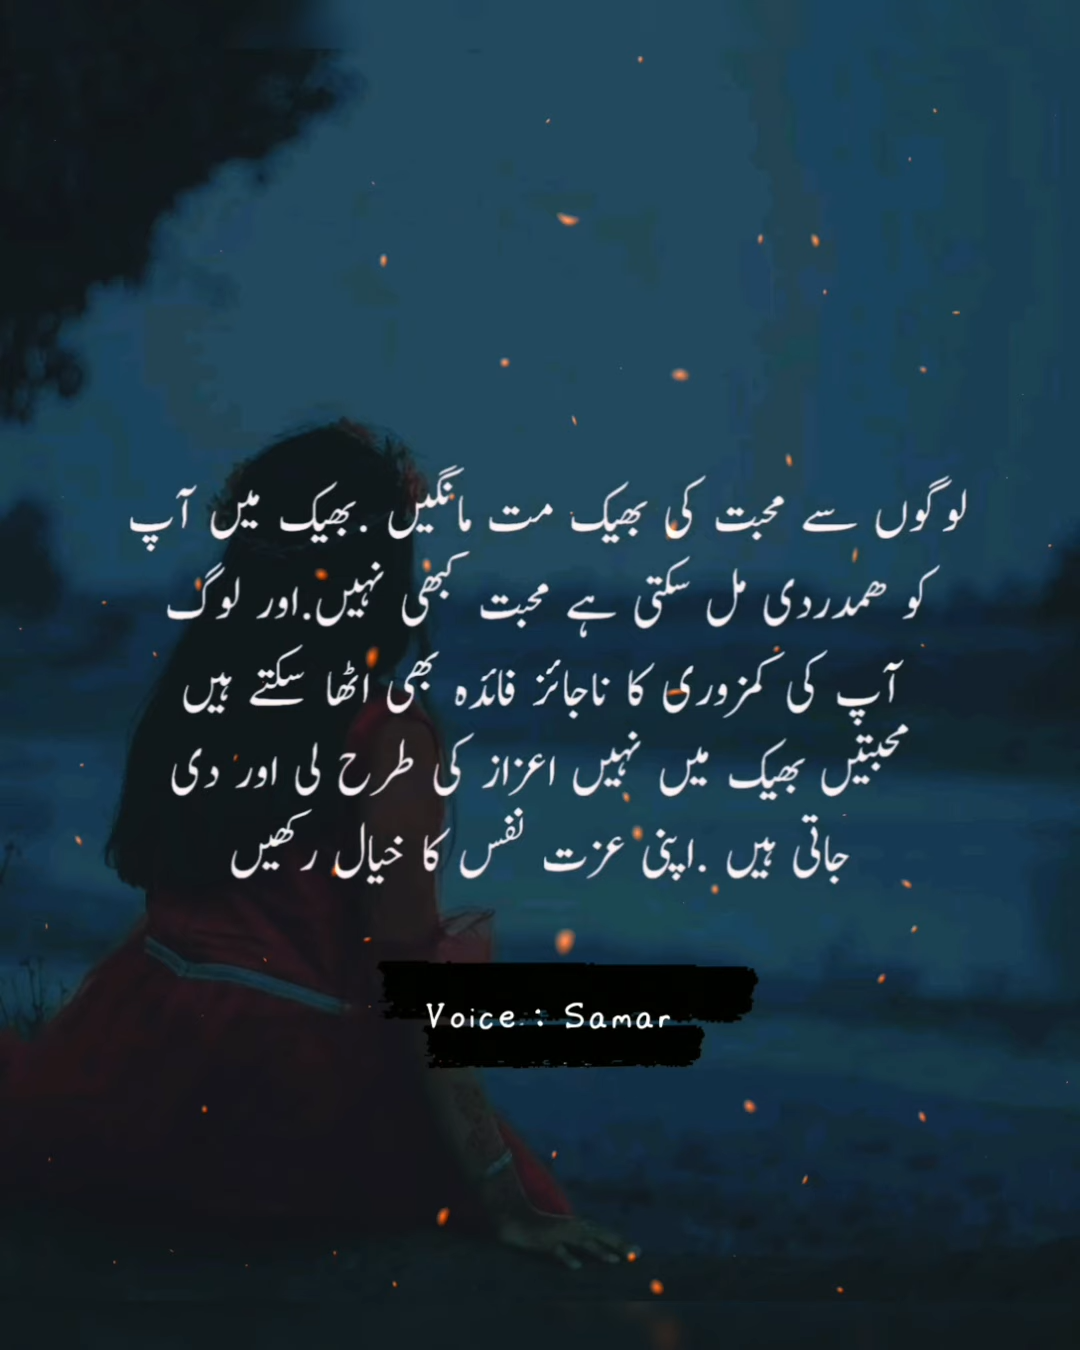 لوگوں سے محبت کی بھیک مت مانگیں .بھیک میں آپ
کو ھمدردی مل سکتی ہے محبت کبھی نہیں.اور لوگ
آپ کی کمزوری کا ناجائز فائدہ بھی اٹھا سکتے ہیں
محبتیں بھیک میں نہیں اعزاز کی طرح لی اور دی
جاتی ہیں .اپنی عزت نفس کا خیال رکھیں
Voice : Samar